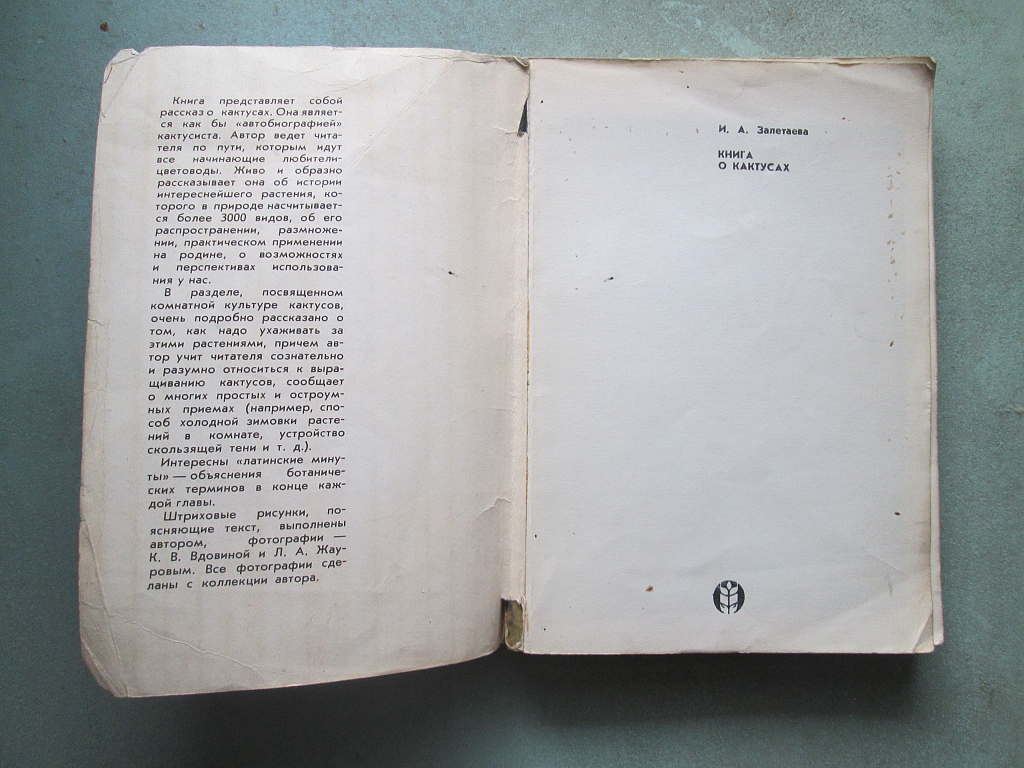 Книга представляет собой
рассказ о кактусах. Она являет-
ся как бы «автобиографией»
кактусиста. Автор ведет чита-
теля по пути, которым идут
все начинающие любители-
цветоводы. Живо и образно
рассказывает она об истории
интереснейшего растения, ко-
торого в природе насчитывает-
ся более 3000 видов, об его
распространении, размноже-
нии, практическом применении
на родине, о возможностях
и перспективах использова-
ния у нас.
В разделе, посвященном
комнатной культуре кактусов,
очень подробно рассказано о
том, как надо ухаживать за
этими растениями, причем ав-
тор учит читателя сознательно
и разумно относиться к выра-
щиванию кактусов, сообщает
о многих простых и остроум-
ных приемах (например, спо-
соб холодной зимовки расте-
ний в комнате, устройство
скользящей тени и т. д.).
Интересны «латинские мину-
ты» — объяснения ботаниче-
ских терминов в конце каж-
дой главы.
Штриховые рисунки, по-
ясняющие текст, выполнены
автором, фотографии —
К. В. Вдовиной и Л. А. Жау-
ровым. Все фотографии сде-
ланы с коллекции автора.
И. А. Залетаева
КНИГА
О КАКТУСАХ